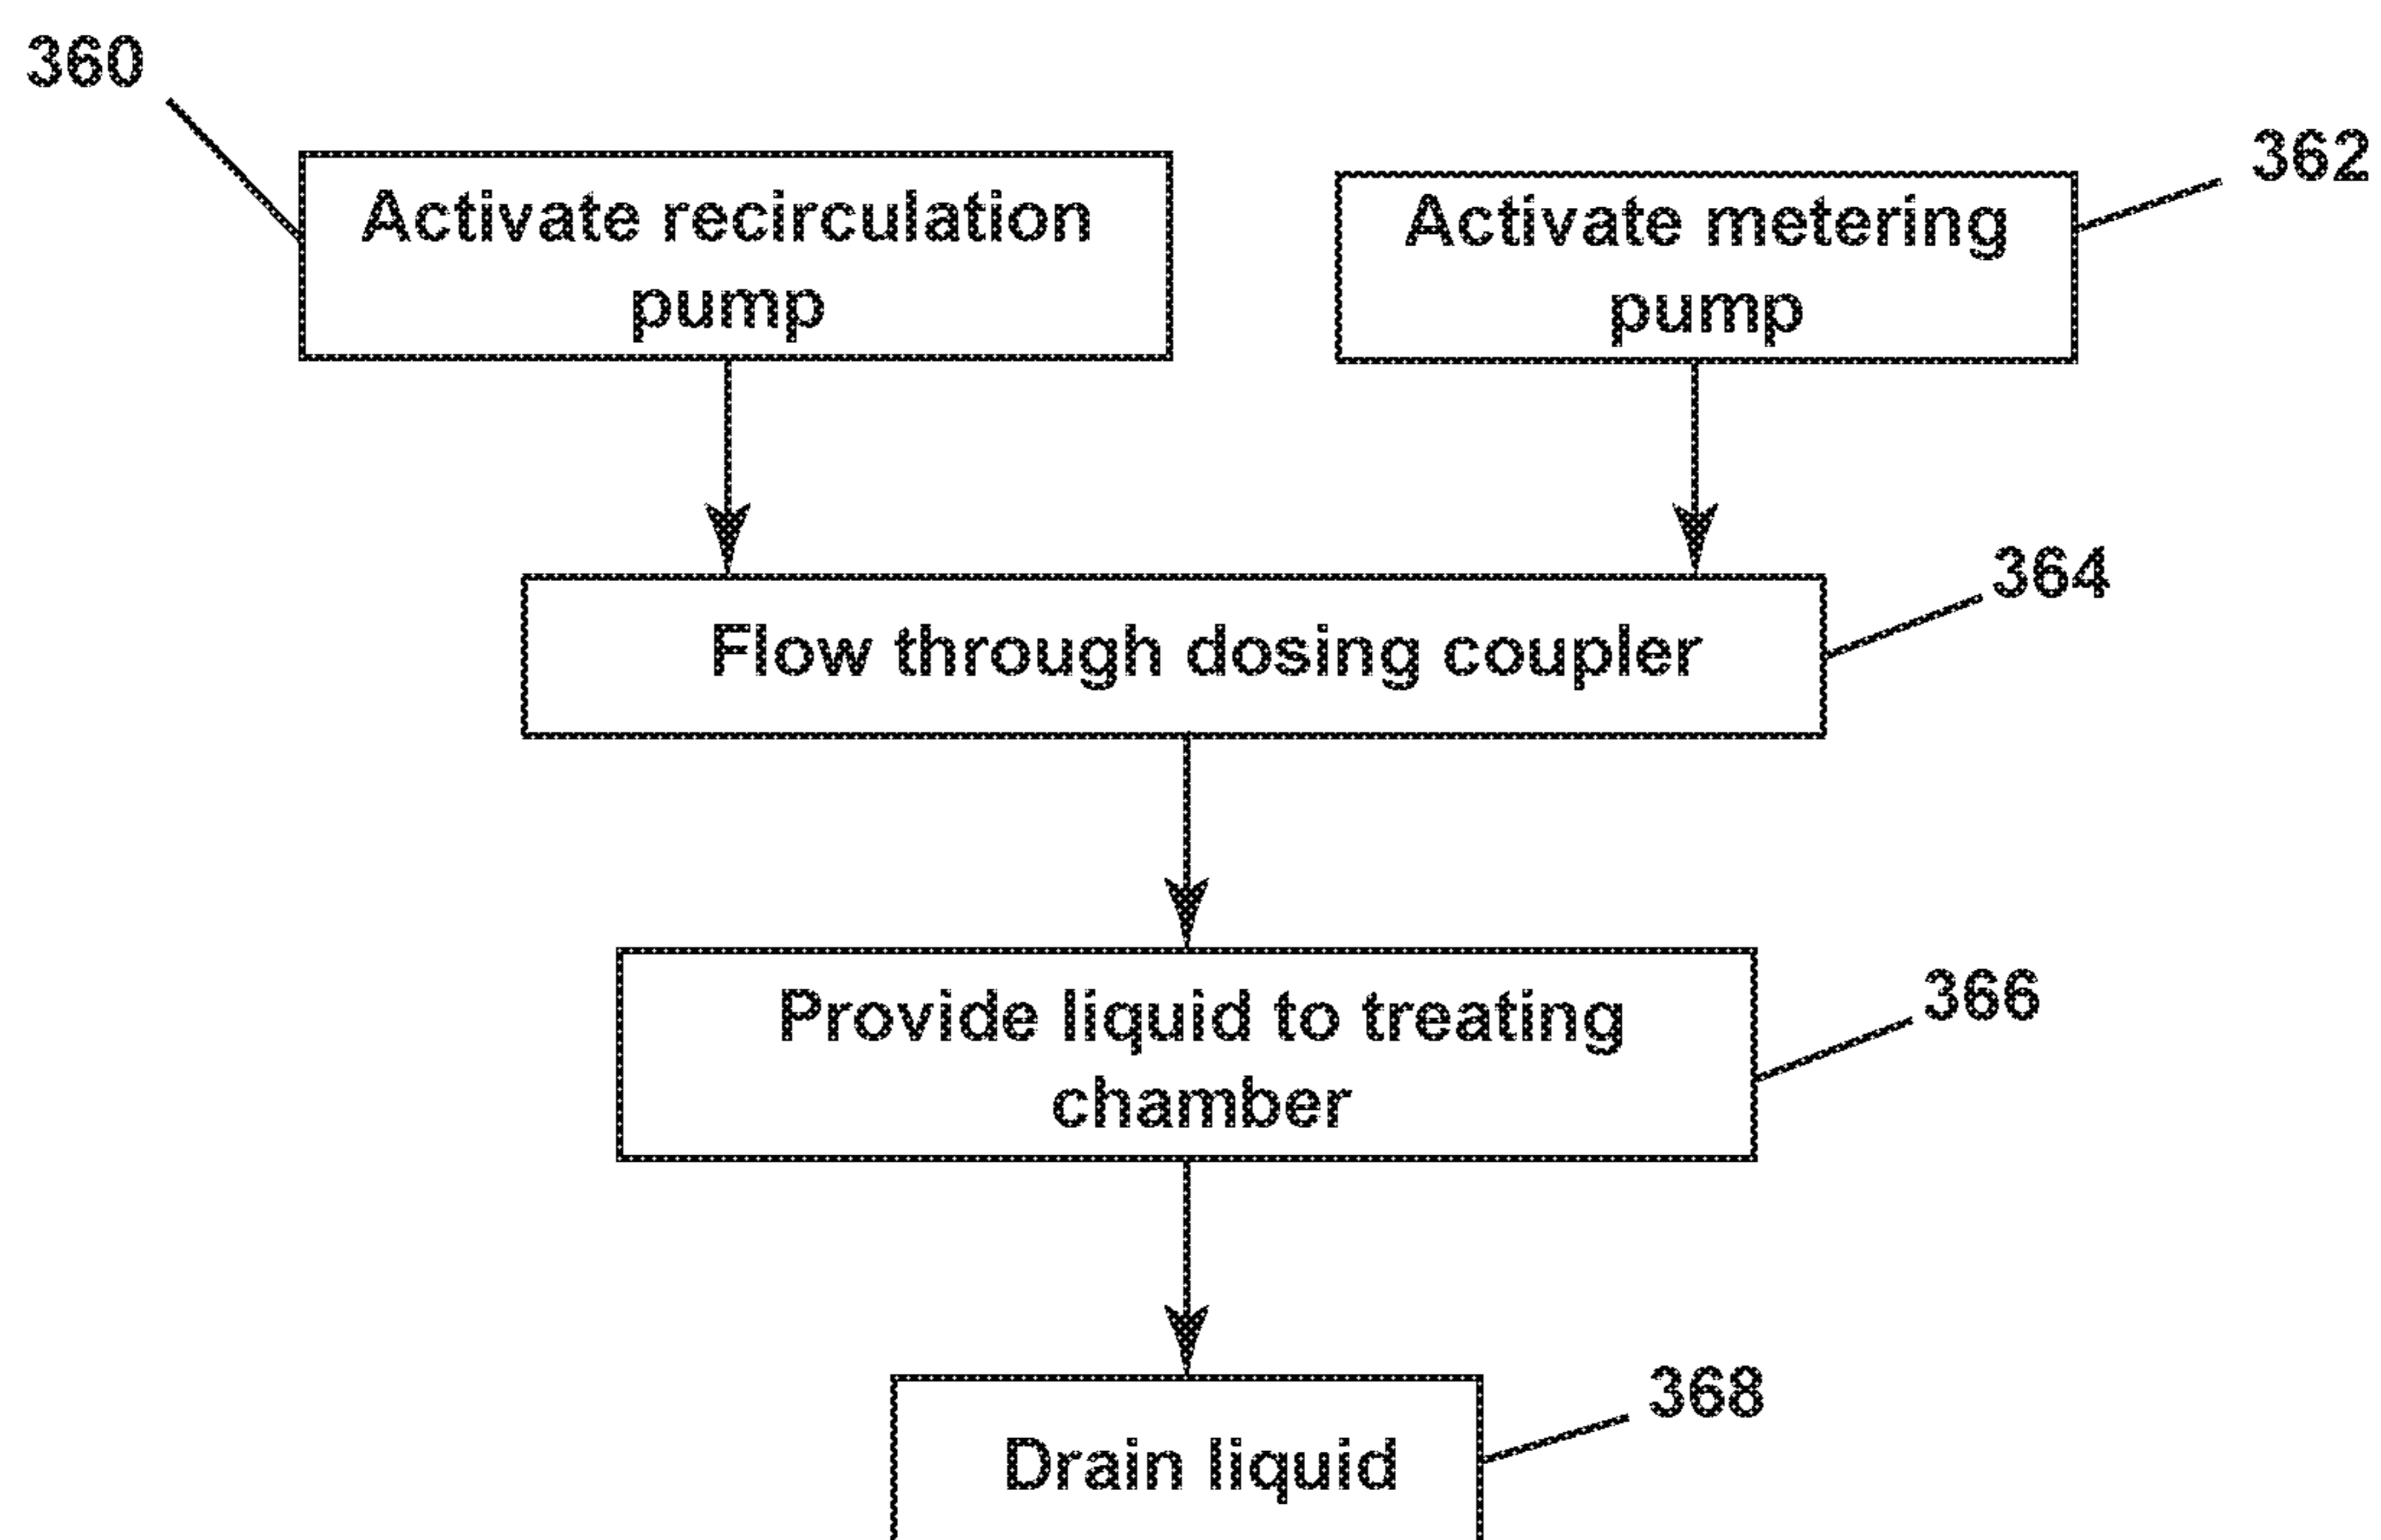 360
Activate recirculation
pump
362
Activate metering
pump
364
Flow through dosing coupler
366
Provide liquid to treating
chamber
368
Drain liquid